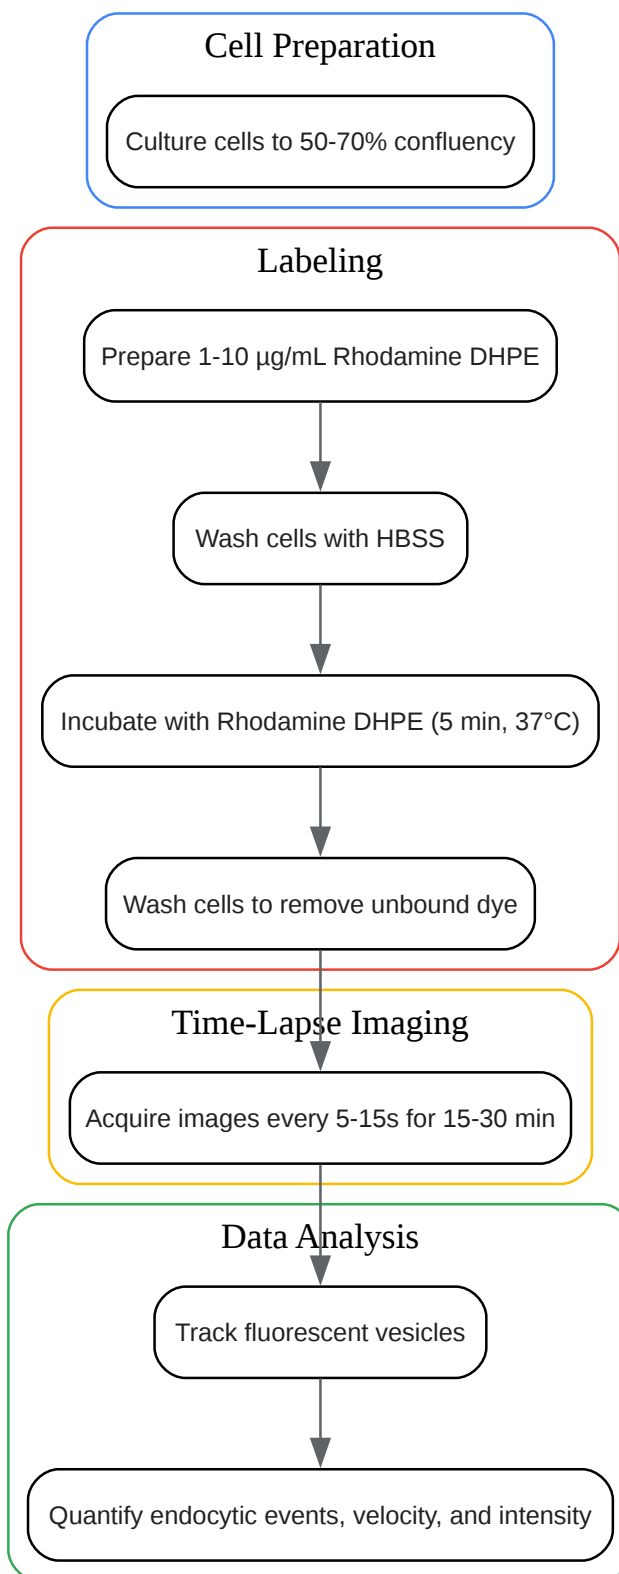 Cell Preparation
Culture cells to 50-70% confluency
Labeling
Prepare 1-10 µg/mL Rhodamine DHPE
Wash cells with HBSS
Incubate with Rhodamine DHPE (5 min, 37°C)
Wash cells to remove unbound dye
Time-Lapse Imaging
Acquire images every 5-15s for 15-30 min
Data Analysis
Track fluorescent vesicles
Quantify endocytic events, velocity, and intensity